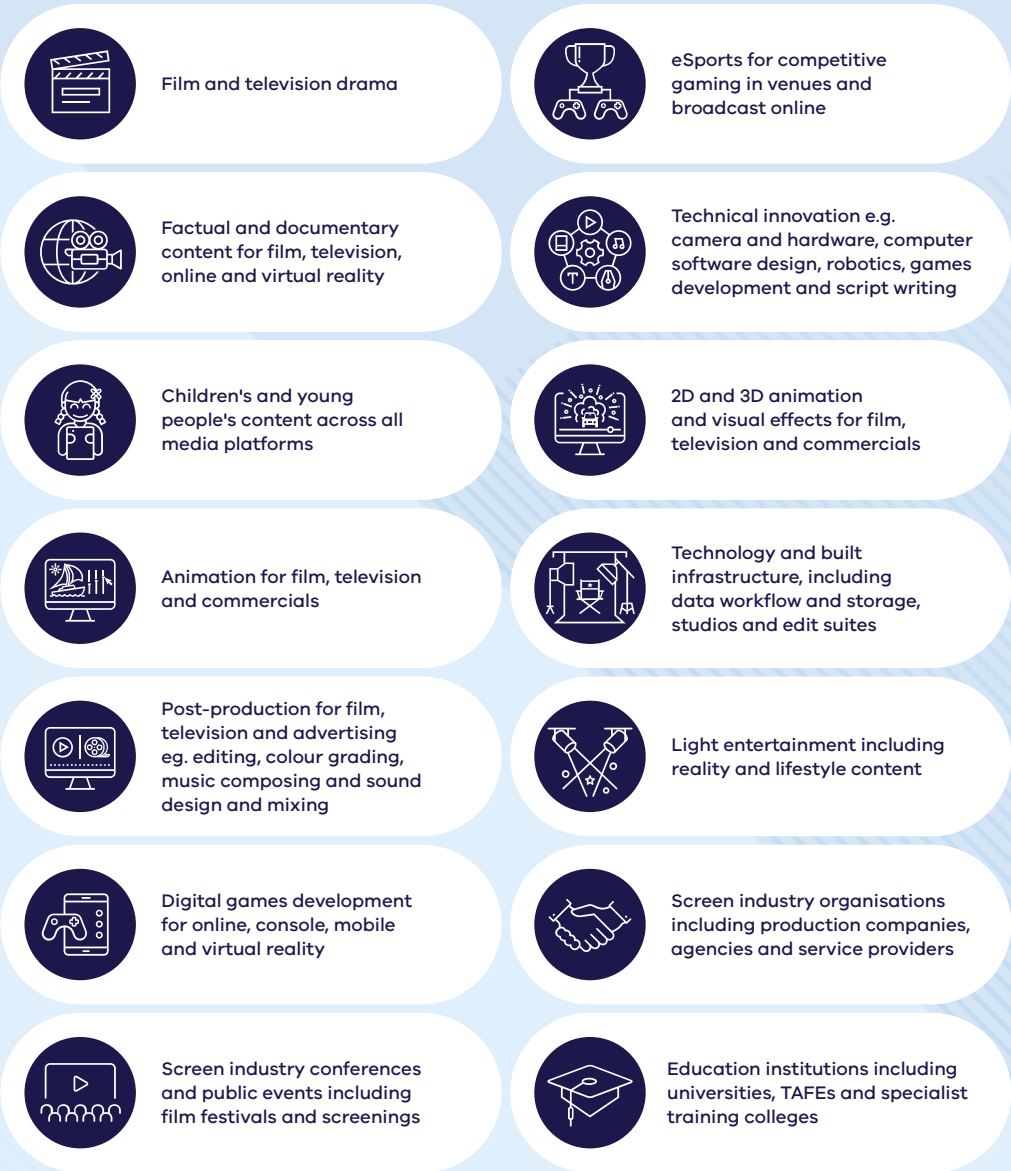 Film and television drama
Factual and documentary
content for film, television,
online and virtual reality
Children's and young
people's content across all
media platforms
Animation for film, television
and commercials
Post-production for film,
television and advertising
eg. editing, colour grading,
music composing and sound
design and mixing
Digital games development
for online, console, mobile
and virtual reality
Screen industry conferences
and public events including
film festivals and screenings
eSports for competitive
gaming in venues and
broadcast online
Technical innovation e.g.
camera and hardware, computer
software design, robotics, games
development and script writing
2D and 3D animation
and visual effects for film,
television and commercials
Technology and built
infrastructure, including
data workflow and storage,
studios and edit suites
Light entertainment including
reality and lifestyle content
Screen industry organisations
including production companies,
agencies and service providers
Education institutions including
universities, TAFEs and specialist
training colleges